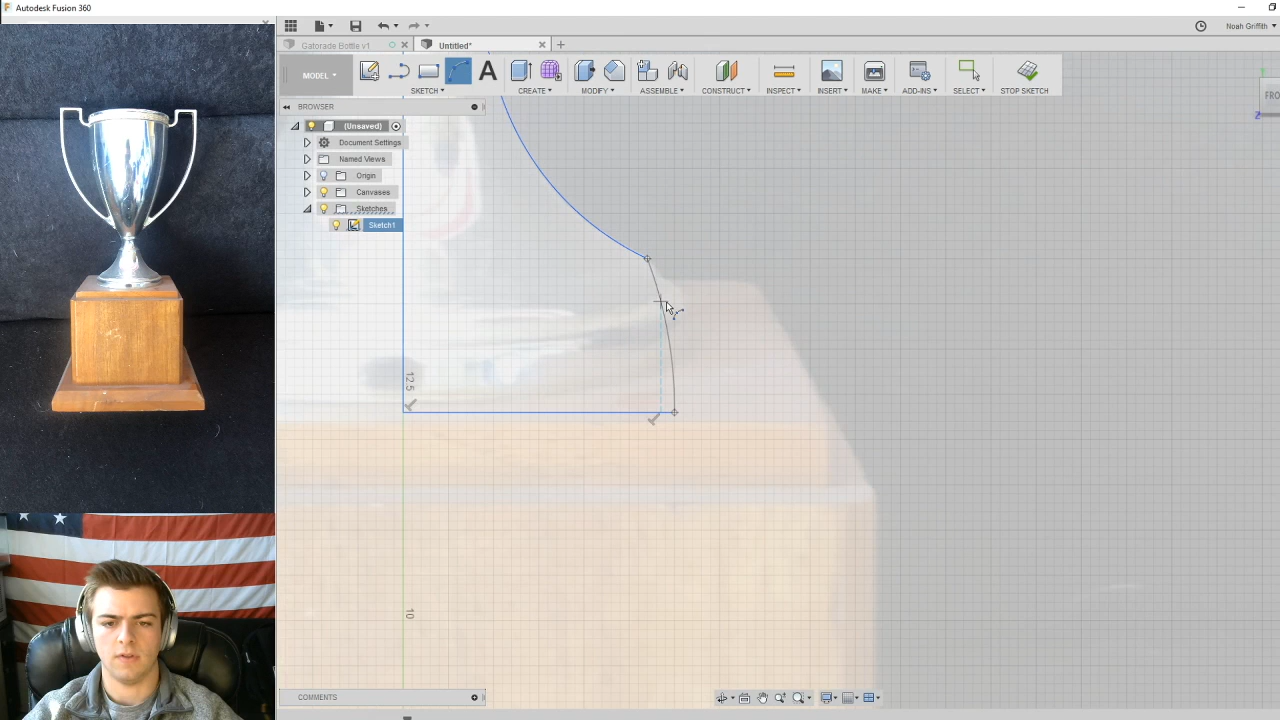 Autodesk Fusion 360
Noah Griffith
Gatorade Bottle v1
Untitled*
MODEL
SKETCH
CREATE
MODIFY
ASSEMBLE
CONSTRUCT
INSPECT
INSERT
MAKE
ADD-INS
SELECT
STOP SKETCH
BROWSER
(Unsaved)
Document Settings
Named Views
Origin
Canvases
Sketches
Sketch1
FRO
Z
12.5
10
COMMENTS